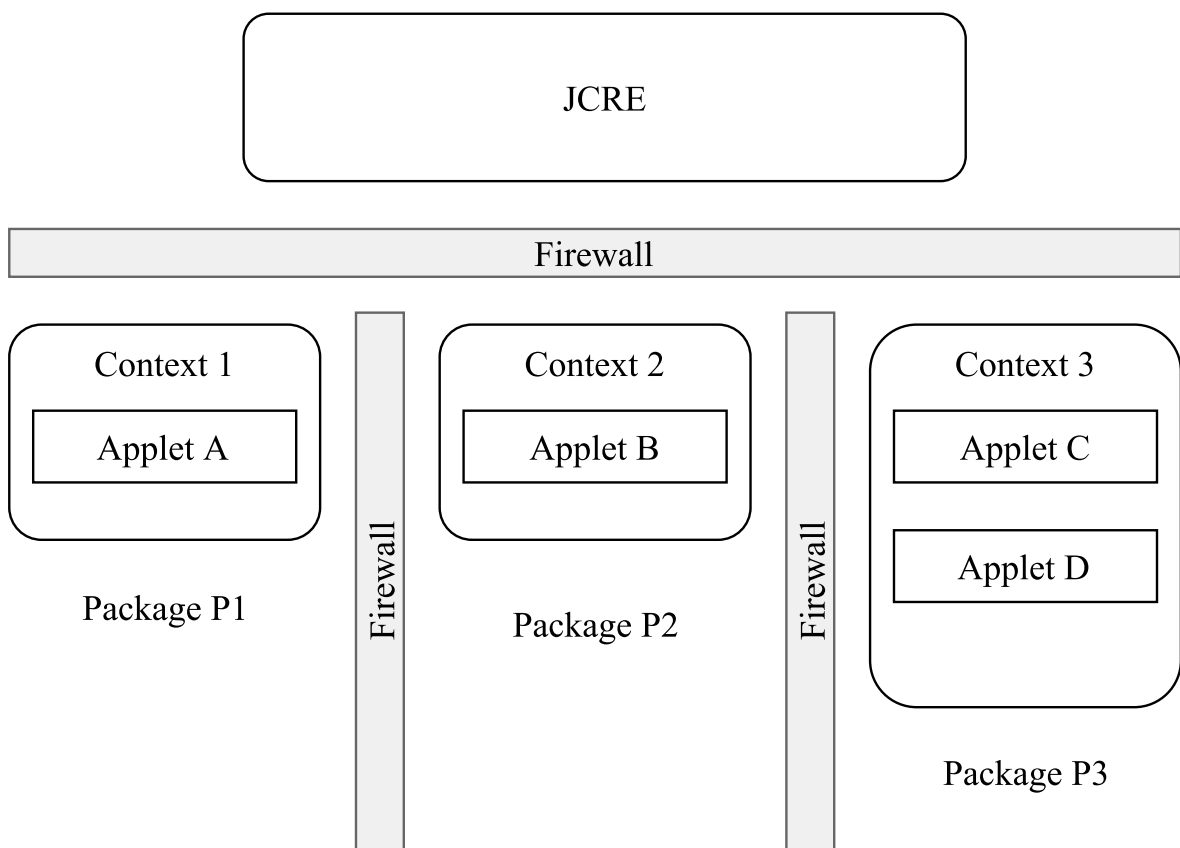 JCRE
Firewall
Context 1
Applet A
Package P1
Firewall
Context 2
Applet B
Package P2
Firewall
Context 3
Applet C
Applet D
Package P3